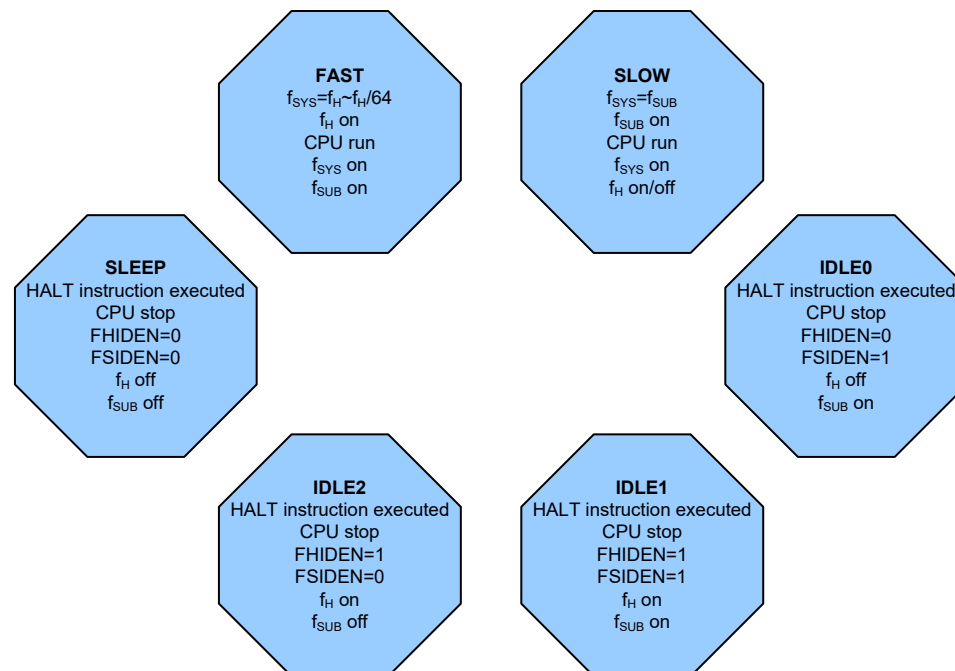 FAST
fSYS=fH~fH/64
fH on
CPU run
fSYS on
fSUB on
SLOW
fSYS=fSUB
fSUB on
CPU run
fSYS on
fH on/off
SLEEP
HALT instruction executed
CPU stop
FHIDEN=0
FSIDEN=0
fH off
fSUB off
IDLE0
HALT instruction executed
CPU stop
FHIDEN=0
FSIDEN=1
fH off
fSUB on
IDLE2
HALT instruction executed
CPU stop
FHIDEN=1
FSIDEN=0
fH on
fSUB off
IDLE1
HALT instruction executed
CPU stop
FHIDEN=1
FSIDEN=1
fH on
fSUB on